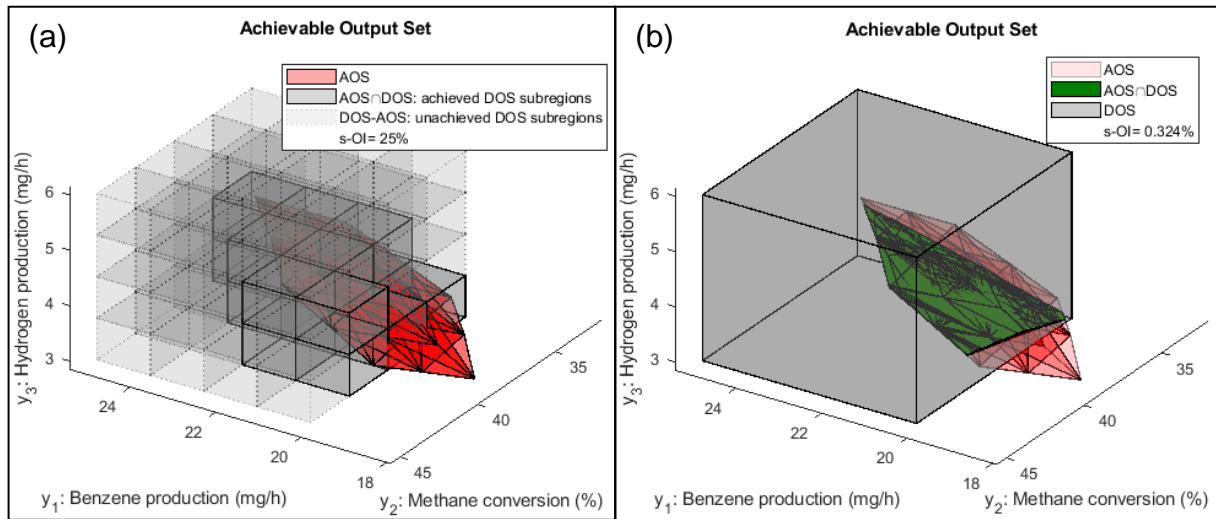 (a)
Achievable Output Set
AOS
AOS∩DOS: achieved DOS subregions
DOS-AOS: unachieved DOS subregions
s-OI= 25%
y3: Hydrogen production (mg/h)
6
5
4
3
24
22
20
18
35
40
45
y1: Benzene production (mg/h)
y2: Methane conversion (%)
(b)
Achievable Output Set
AOS
AOS∩DOS
DOS
s-OI= 0.324%
y3: Hydrogen production (mg/h)
6
5
4
3
24
22
20
18
35
40
45
y1: Benzene production (mg/h)
y2: Methane conversion (%)